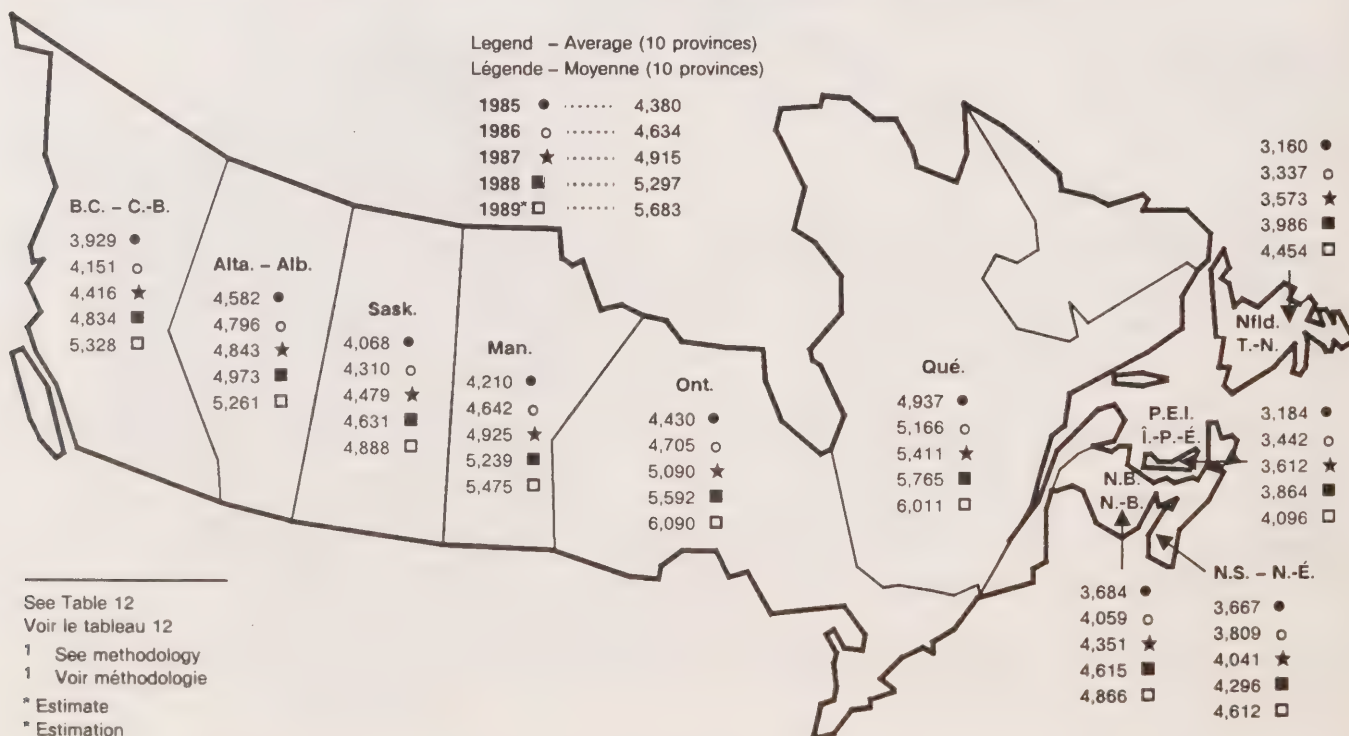 Legend – Average (10 provinces)
Légende – Moyenne (10 provinces)
1985 ● ······ 4,380
1986 ○ ······ 4,634
1987 ★ ······ 4,915
1988 ■ ······ 5,297
1989* □ ······ 5,683
B.C. – C.-B.
3,929 ●
4,151 ○
4,416 ★
4,834 ■
5,328 □
Alta. – Alb.
4,582 ●
4,796 ○
4,843 ★
4,973 ■
5,261 □
Sask.
4,068 ●
4,310 ○
4,479 ★
4,631 ■
4,888 □
Man.
4,210 ●
4,642 ○
4,925 ★
5,239 ■
5,475 □
Ont.
4,430 ●
4,705 ○
5,090 ★
5,592 ■
6,090 □
Qué.
4,937 ●
5,166 ○
5,411 ★
5,765 ■
6,011 □
3,160 ●
3,337 ○
3,573 ★
3,986 ■
4,454 □
Nfld.
T.-N.
P.E.I.
Î.-P.-É.
3,184 ●
3,442 ○
3,612 ★
3,864 ■
4,096 □
N.B.
N.-B.
3,684 ●
4,059 ○
4,351 ★
4,615 ■
4,866 □
N.S. – N.-É.
3,667 ●
3,809 ○
4,041 ★
4,296 ■
4,612 □
See Table 12
Voir le tableau 12
1 See methodology
1 Voir méthodologie
* Estimate
* Estimation